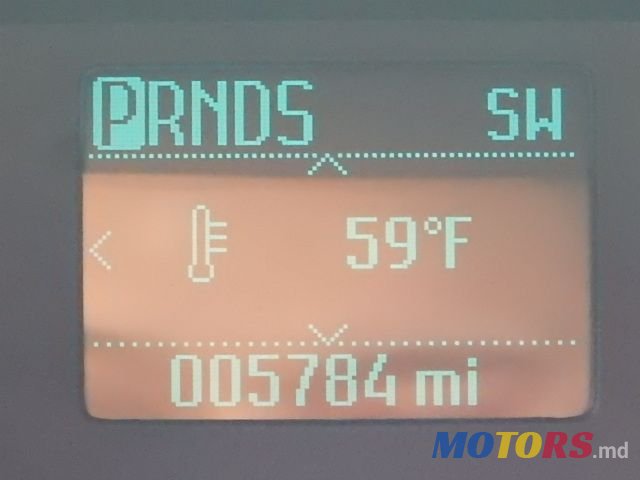 PRNDS SW
59°F
005784 mi
MOTORS.md